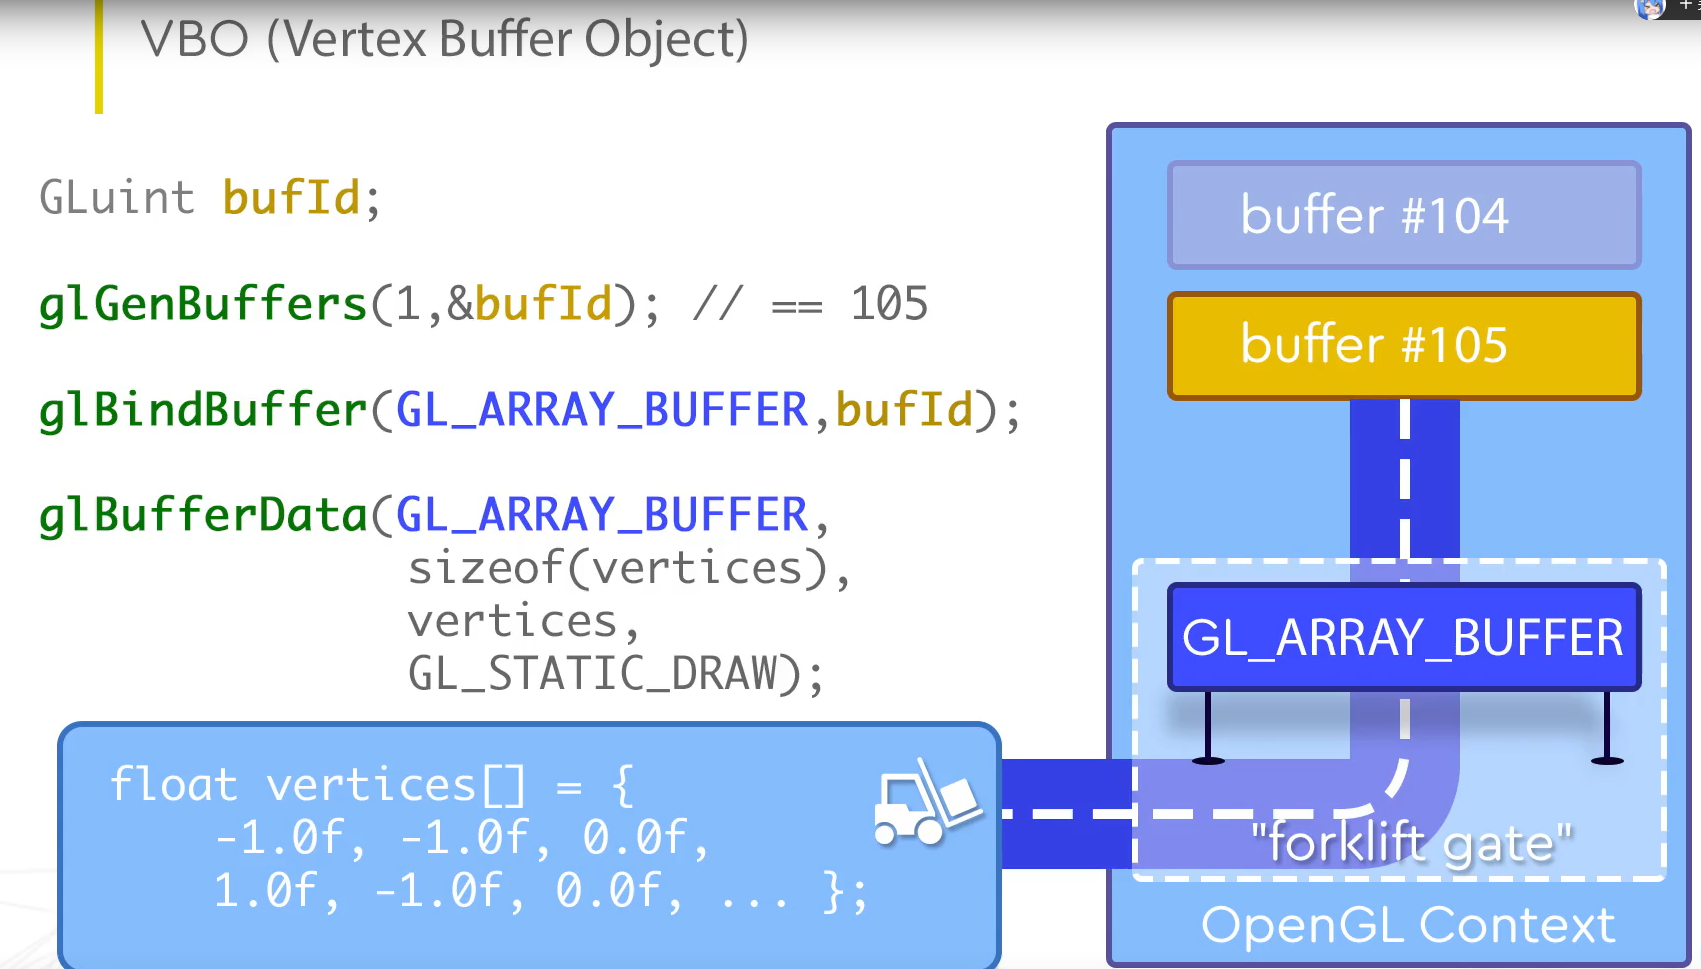 VBO (Vertex Buffer Object)
GLuint bufId;
glGenBuffers(1,&bufId); // == 105
glBindBuffer(GL_ARRAY_BUFFER,bufId);
glBufferData(GL_ARRAY_BUFFER,
sizeof(vertices),
vertices,
GL_STATIC_DRAW);
float vertices[] = {
-1.0f, -1.0f, 0.0f,
1.0f, -1.0f, 0.0f, ... };
buffer #104
buffer #105
GL_ARRAY_BUFFER
"forklift gate"
OpenGL Context